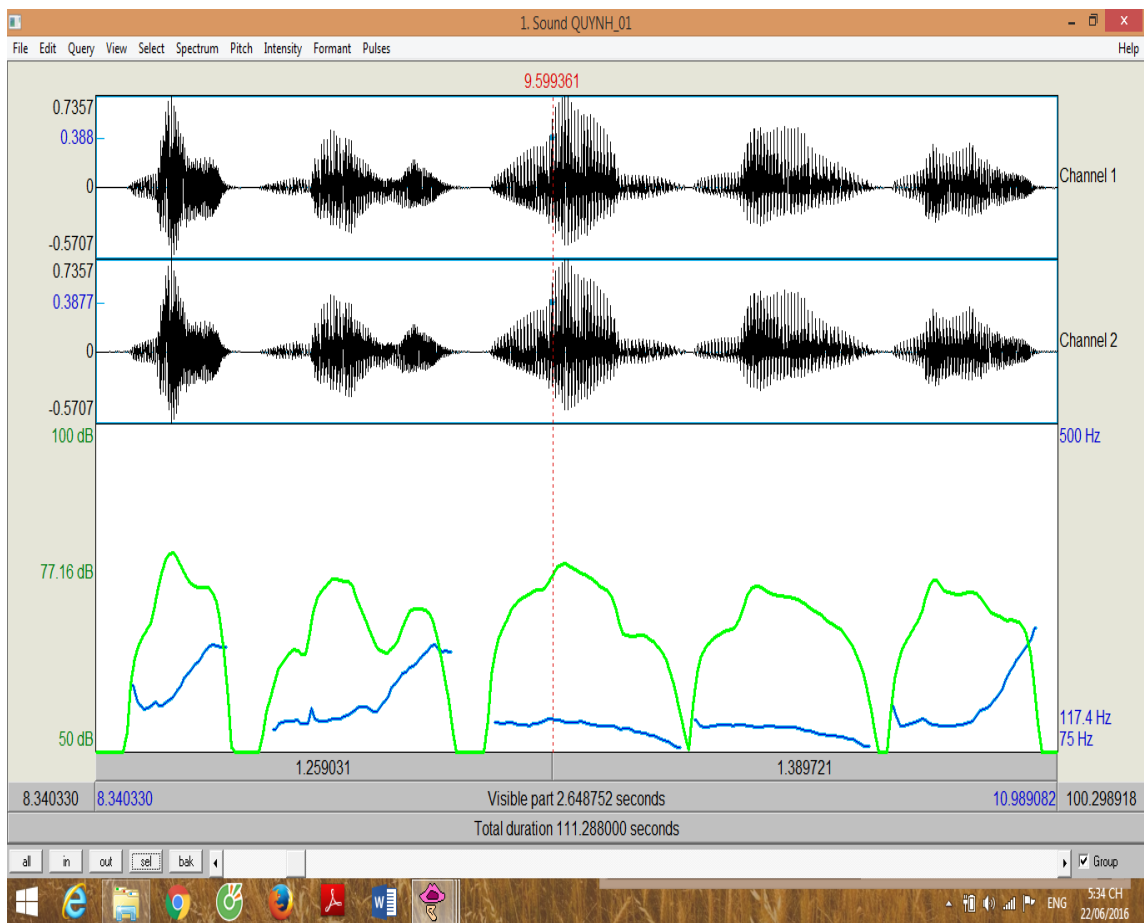 1. Sound QUYNH_01
File Edit Query View Select Spectrum Pitch Intensity Formant Pulses Help
9.599361
0.7357
0.388
0
-0.5707
Channel 1
0.7357
0.3877
0
-0.5707
Channel 2
100 dB
500 Hz
77.16 dB
117.4 Hz
50 dB
75 Hz
1.259031 1.389721
8.340330 8.340330 Visible part 2.648752 seconds 10.989082 100.298918
Total duration 111.288000 seconds
all in out sel bak Group
ENG 5:34 CH
22/06/2016